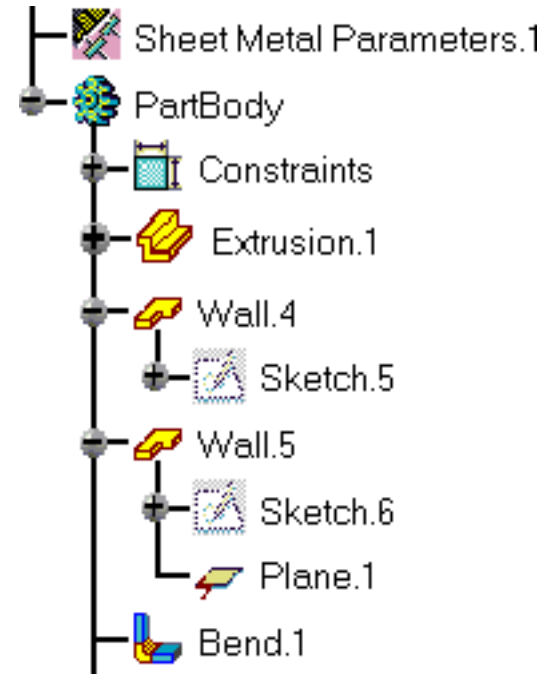 Sheet Metal Parameters.1
PartBody
Constraints
Extrusion.1
Wall.4
Sketch.5
Wall.5
Sketch.6
Plane.1
Bend.1